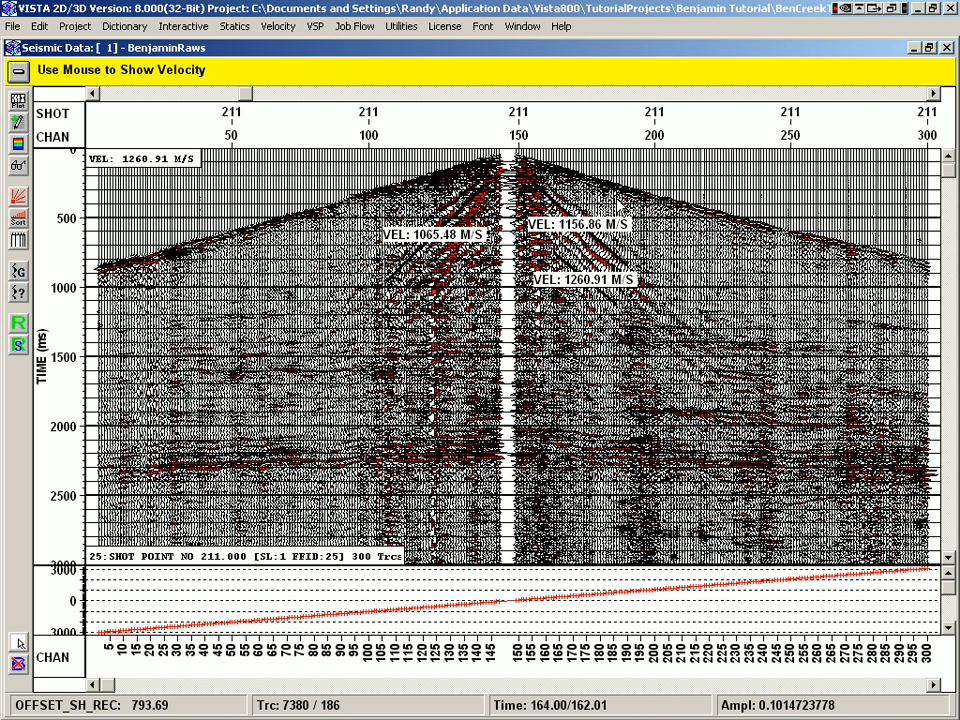 VISTA 2D/3D Version: 8.000(32-Bit) Project: C:\Documents and Settings\Randy\Application Data\Vista800\TutorialProjects\Benjamin Tutorial\BenCreekT
File Edit Project Dictionary Interactive Statics Velocity VSP Job Flow Utilities License Font Window Help
Seismic Data: [ 1] - BenjaminRaws
Use Mouse to Show Velocity
SHOT 211 211 211 211 211 211
CHAN 50 100 150 200 250 300
0
VEL: 1260.91 M/S
500
VEL: 1156.86 M/S
VEL: 1065.48 M/S
VEL: 1260.91 M/S
1000
TIME (ms)
1500
2000
2500
25:SHOT POINT NO 211.000 [SL:1 FFID:25] 300 Trcs
3000
3000
0
3000
CHAN 5 10 15 20 25 30 35 40 45 50 55 60 65 70 75 80 85 90 95 100 105 110 115 120 125 130 135 140 145 150 155 160 165 170 175 180 185 190 195 200 205 210 215 220 225 230 235 240 245 250 255 260 265 270 275 280 285 290 295 300
OFFSET_SH_REC: 793.69 Trc: 7380 / 186 Time: 164.00/162.01 Ampl: 0.1014723778
Plot
Sort
G
?
R
S